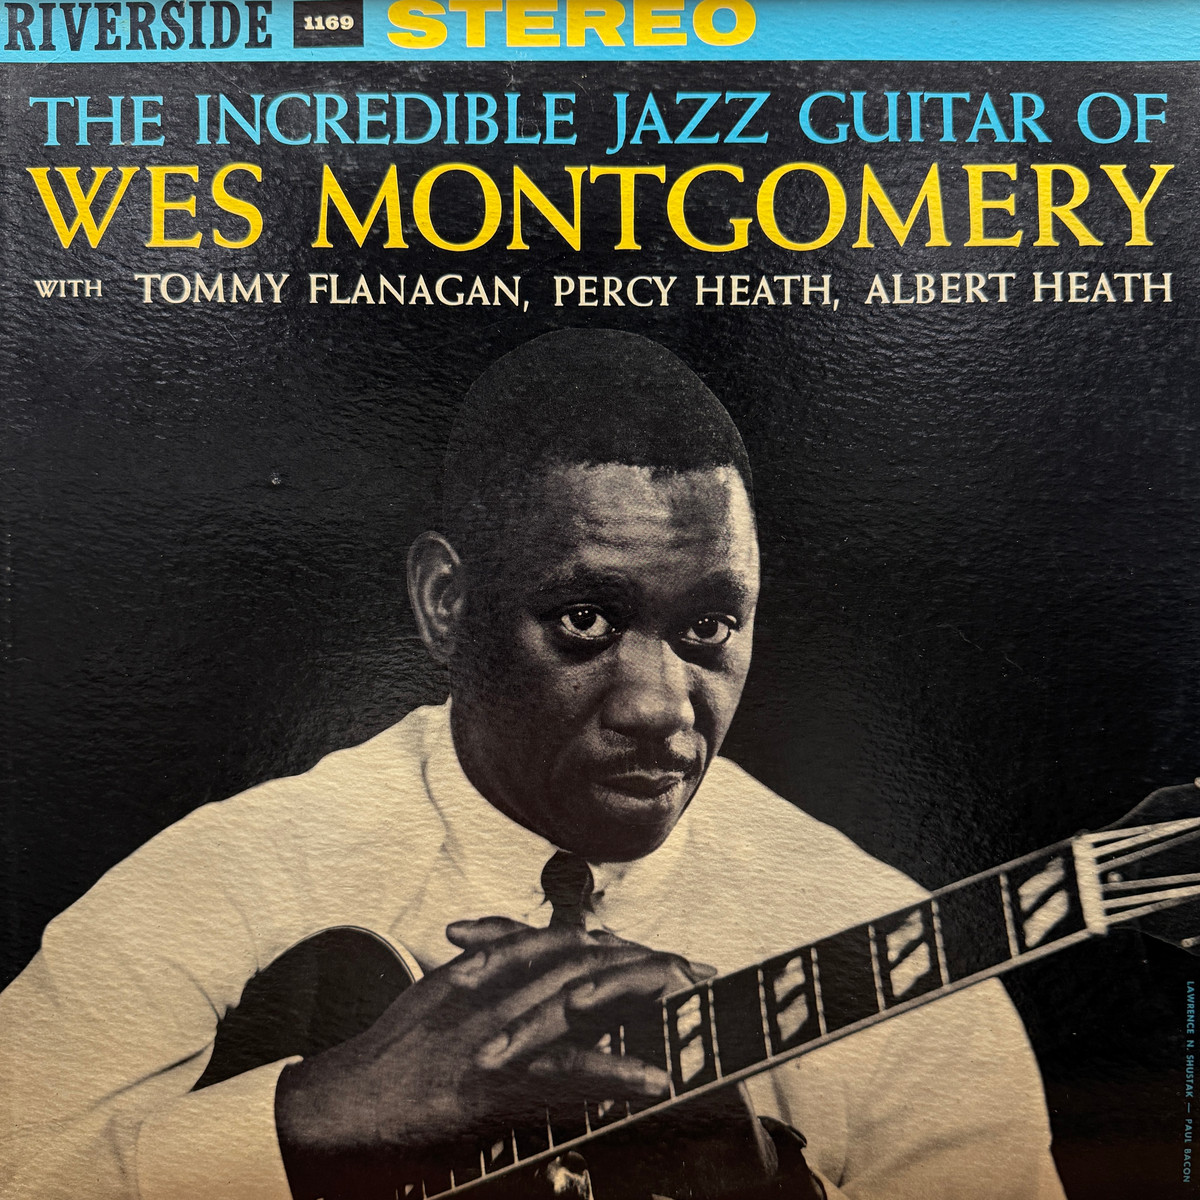 RIVERSIDE 1169 STEREO
THE INCREDIBLE JAZZ GUITAR OF
WES MONTGOMERY
WITH TOMMY FLANAGAN, PERCY HEATH, ALBERT HEATH
LAWRENCE N. SHUSTAK — PAUL BACON